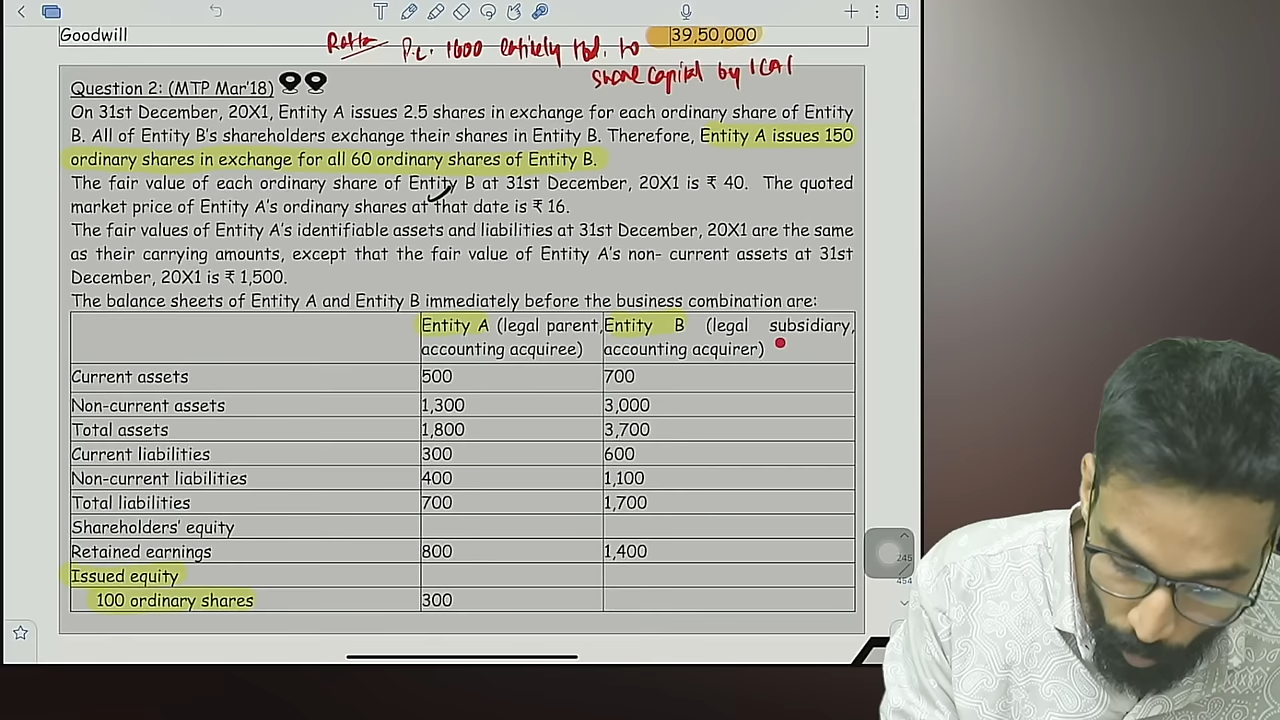 Goodwill 39,50,000
P.C. 1600 entirely to
share capital by ICAI
Question 2: (MTP Mar'18)
On 31st December, 20X1, Entity A issues 2.5 shares in exchange for each ordinary share of Entity
B. All of Entity B's shareholders exchange their shares in Entity B. Therefore, Entity A issues 150
ordinary shares in exchange for all 60 ordinary shares of Entity B.
The fair value of each ordinary share of Entity B at 31st December, 20X1 is ₹ 40. The quoted
market price of Entity A's ordinary shares at that date is ₹ 16.
The fair values of Entity A's identifiable assets and liabilities at 31st December, 20X1 are the same
as their carrying amounts, except that the fair value of Entity A's non- current assets at 31st
December, 20X1 is ₹ 1,500.
The balance sheets of Entity A and Entity B immediately before the business combination are:
Entity A (legal parent, Entity B (legal subsidiary,
accounting acquiree) accounting acquirer)
Current assets 500 700
Non-current assets 1,300 3,000
Total assets 1,800 3,700
Current liabilities 300 600
Non-current liabilities 400 1,100
Total liabilities 700 1,700
Shareholders' equity
Retained earnings 800 1,400
Issued equity
100 ordinary shares 300
246
454